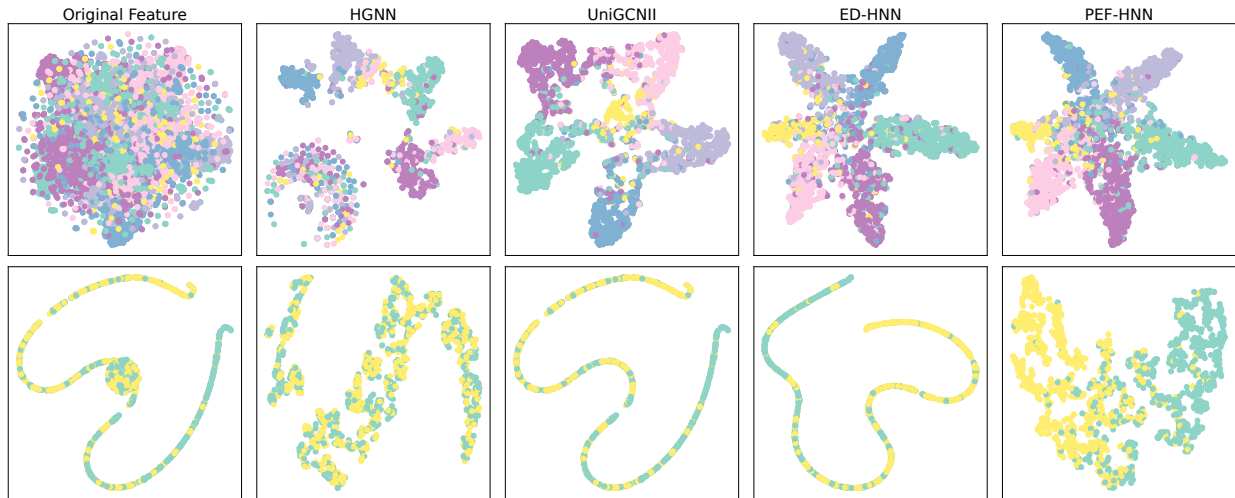 Original Feature
HGNN
UniGCNII
ED-HNN
PEF-HNN